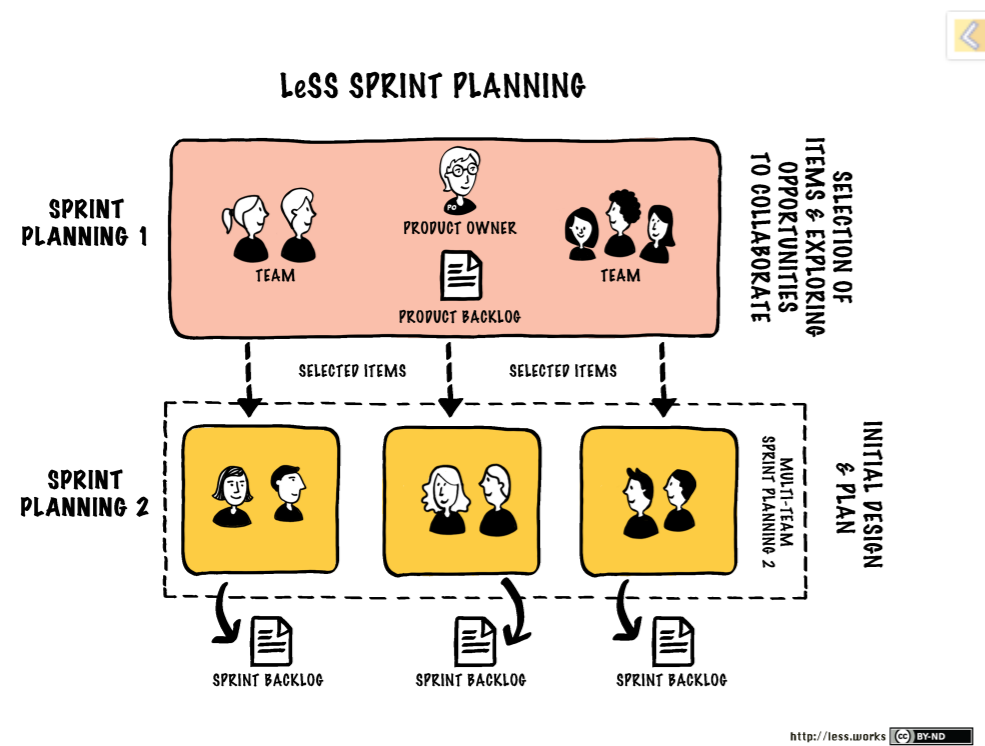 LeSS SPRINT PLANNING
SPRINT
PLANNING 1
PO
PRODUCT OWNER
TEAM
TEAM
PRODUCT BACKLOG
SELECTION OF
ITEMS & EXPLORING
OPPORTUNITIES
TO COLLABORATE
SELECTED ITEMS
SELECTED ITEMS
SPRINT
PLANNING 2
MULTI-TEAM
SPRINT PLANNING 2
INITIAL DESIGN
& PLAN
SPRINT BACKLOG
SPRINT BACKLOG
SPRINT BACKLOG
http://less.works cc BY-ND